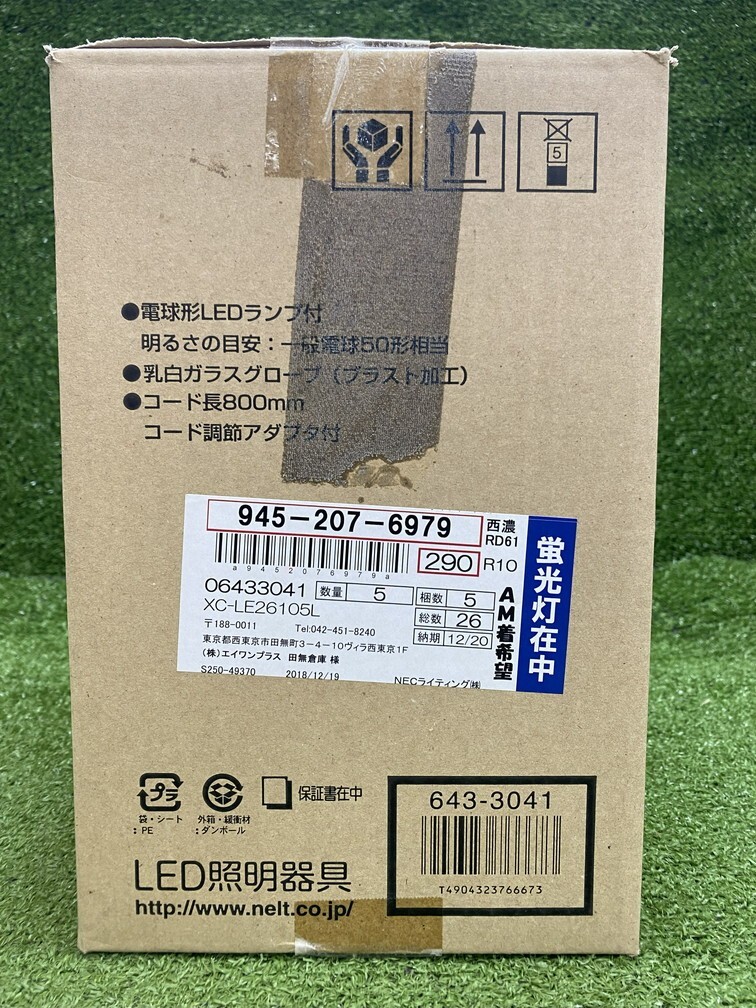 5
●電球形LEDランプ付
明るさの目安：一般電球50形相当
●乳白ガラスグローブ（ブラスト加工）
●コード長800mm
コード調節アダプタ付
945-207-6979
西濃
RD61
a9452076979a
290
R10
06433041
数量
5
梱数
5
XC-LE26105L
総数
26
〒188-0011
Tel:042-451-8240
納期
12/20
東京都西東京市田無町3-4-10ヴィラ西東京1F
(株)エイワンプラス 田無倉庫 様
S250-49370
2018/12/19
NECライティング㈱
AM着希望
蛍光灯在中
プラ
袋・シート
：PE
外箱・緩衝材
：ダンボール
保証書在中
643-3041
T4904323766673
LED照明器具
http://www.nelt.co.jp/